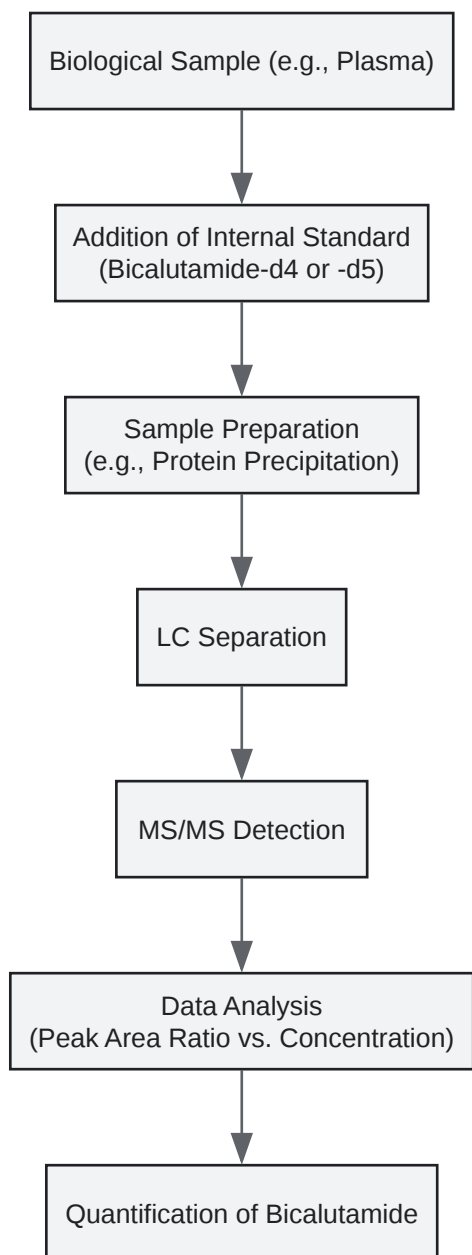 Biological Sample (e.g., Plasma)
Addition of Internal Standard
(Bicalutamide-d4 or -d5)
Sample Preparation
(e.g., Protein Precipitation)
LC Separation
MS/MS Detection
Data Analysis
(Peak Area Ratio vs. Concentration)
Quantification of Bicalutamide